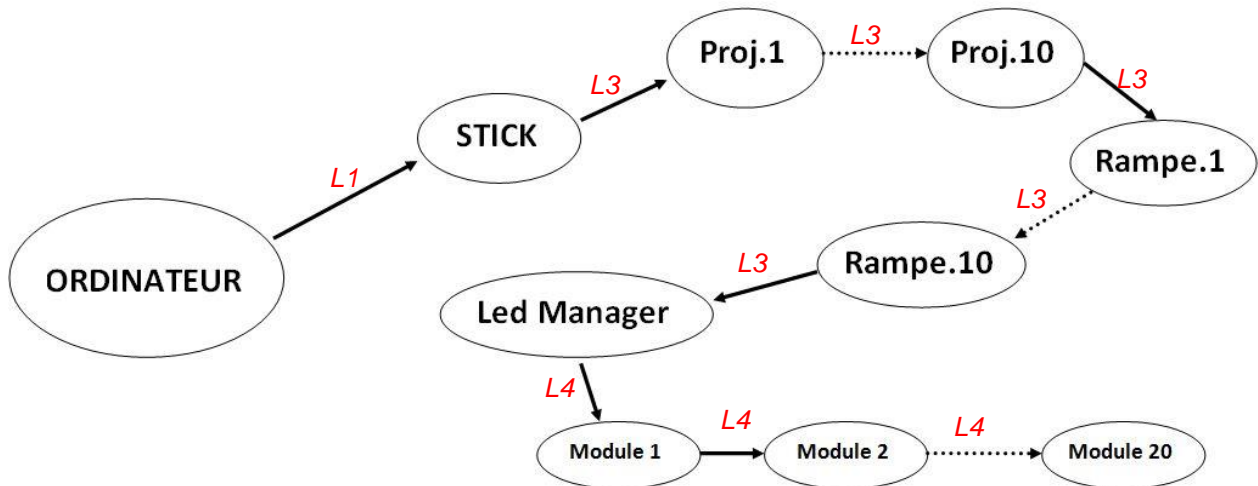 L3
Proj.1
Proj.10
L3
L3
STICK
Rampe.1
L1
L3
ORDINATEUR
L3
Rampe.10
Led Manager
L4
L4
L4
Module 1
Module 2
Module 20